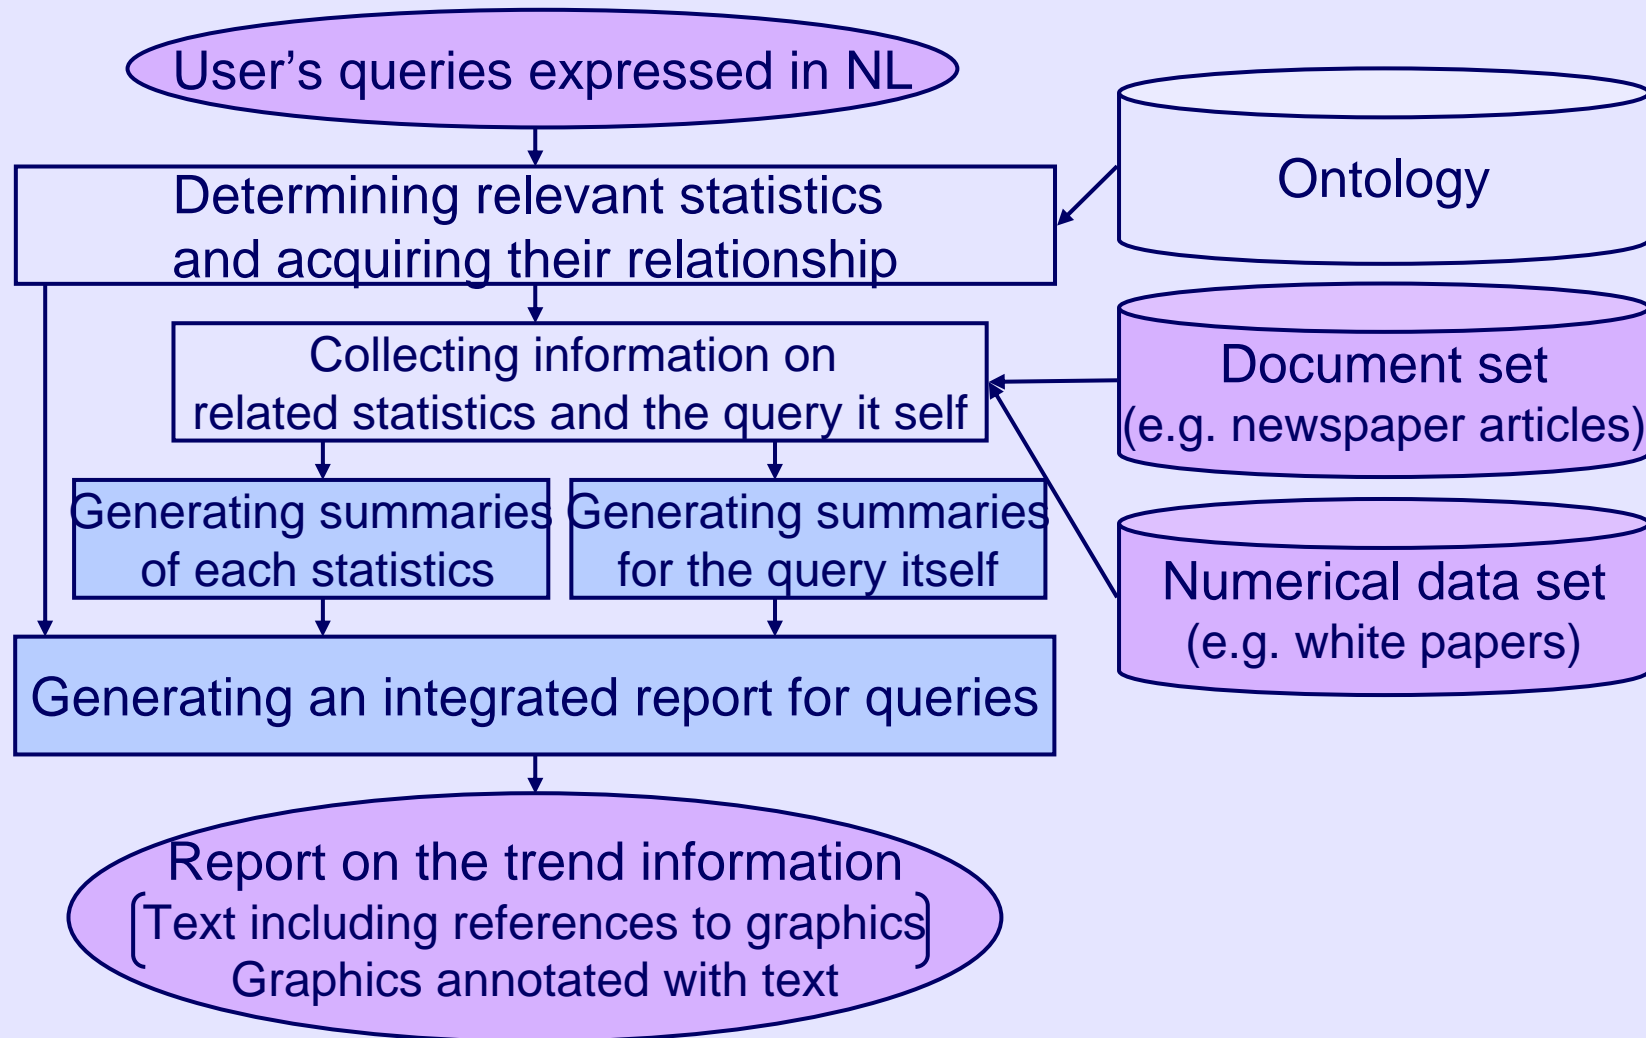 User's queries expressed in NL
Determining relevant statistics
and acquiring their relationship
Ontology
Collecting information on
related statistics and the query it self
Document set
(e.g. newspaper articles)
Generating summaries
of each statistics
Generating summaries
for the query itself
Numerical data set
(e.g. white papers)
Generating an integrated report for queries
Report on the trend information
Text including references to graphics
Graphics annotated with text